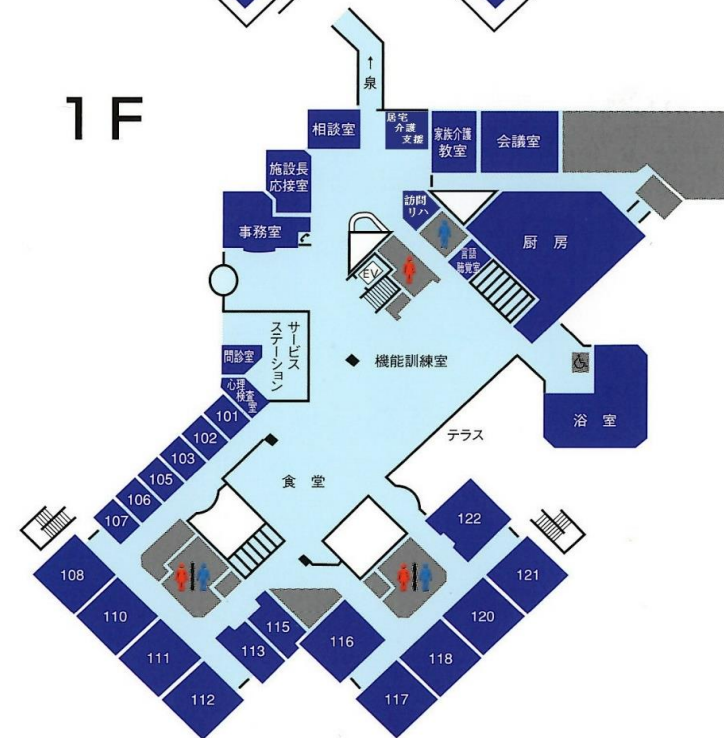 1F
↑
泉
相談室
居宅
介護
支援
家族介護
教室
会議室
施設長
応接室
訪問
リハ
事務室
厨 房
言語
聴覚室
EV
サービス
ステーション
問診室
機能訓練室
心理
検査
室
浴 室
テラス
101
102
103
105
106
107
食 堂
122
108
121
110
120
115
116
111
113
118
112
117